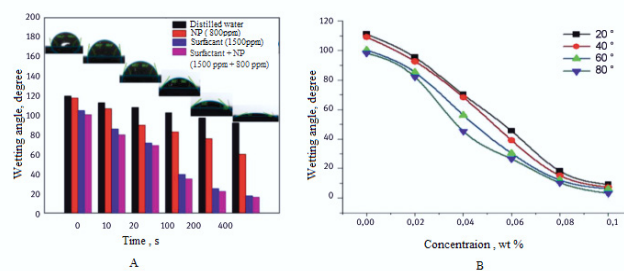 200
180
160
140
120
100
80
60
40
20
0
Wetting angle, degree
Distilled water
NP ( 800ppm)
Surfacant (1500ppm)
Surfactant + NP
(1500 ppm + 800 ppm)
0 10 20 100 200 400
Time , s
A
120
100
80
60
40
20
0
Wetting angle, degree
20 °
40 °
60 °
80 °
0,00 0,02 0,04 0,06 0,08 0,1
Concentraion , wt %
B